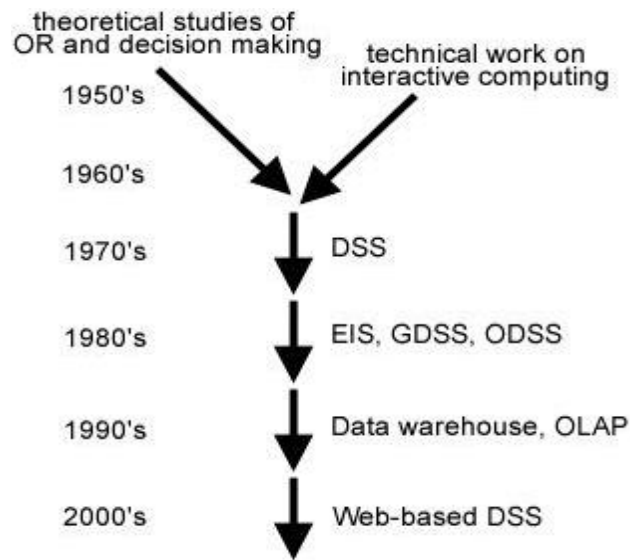 theoretical studies of
OR and decision making
technical work on
interactive computing
1950's
1960's
1970's
DSS
1980's
EIS, GDSS, ODSS
1990's
Data warehouse, OLAP
2000's
Web-based DSS